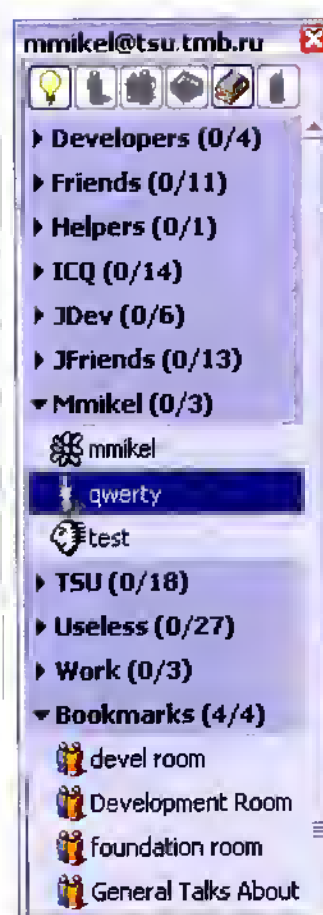 mmikel@tsu.tmb.ru
Developers (0/4)
Friends (0/11)
Helpers (0/1)
ICQ (0/14)
JDev (0/6)
JFriends (0/13)
Mmikel (0/3)
mmikel
qwerty
test
TSU (0/18)
Useless (0/27)
Work (0/3)
Bookmarks (4/4)
devel room
Development Room
foundation room
General Talks About